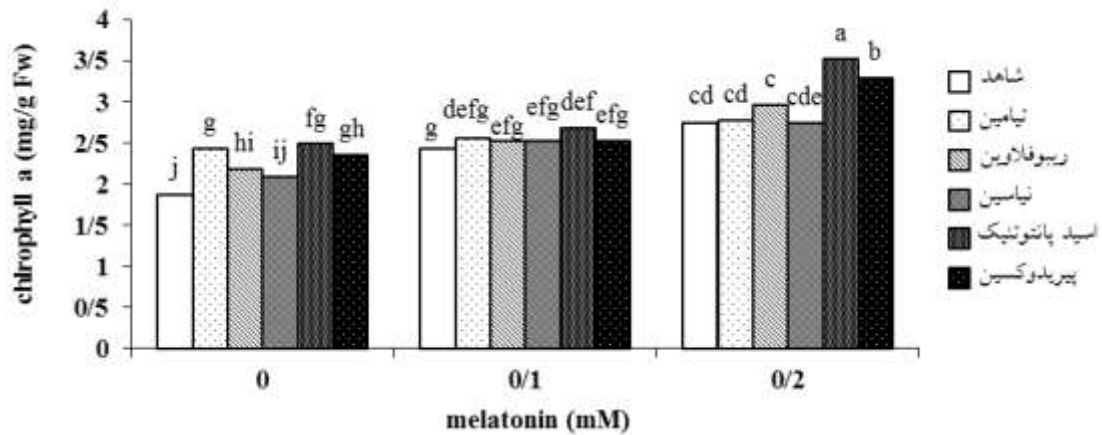 chlrophyll a (mg/g Fw)
4
3/5
3
2/5
2
1/5
1
0/5
0
j
g
hi
ij
fg
gh
g
defg
efg
efg
def
efg
cd
cd
c
cde
a
b
0
0/1
0/2
melatonin (mM)
شاهد
تیامین
ریبوفلاوین
نیاسین
اسید پانتوتنیک
پیریدوکسین